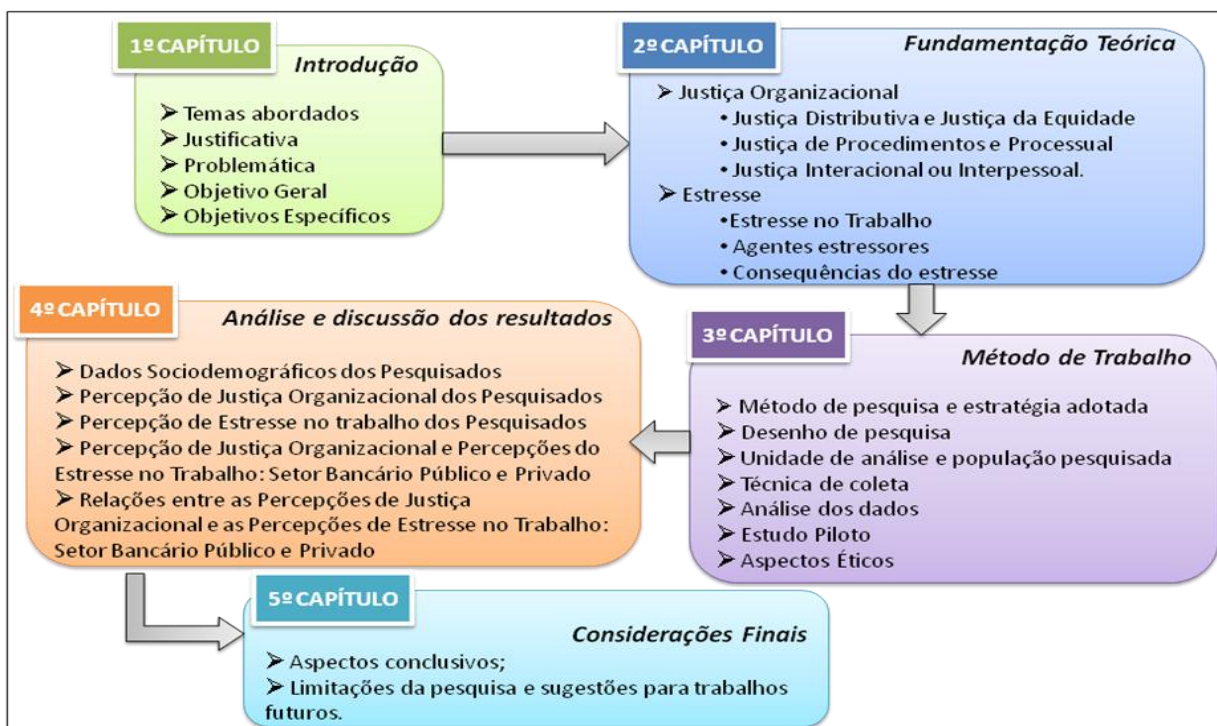 1º CAPÍTULO
Introdução
➤ Temas abordados
➤ Justificativa
➤ Problemática
➤ Objetivo Geral
➤ Objetivos Específicos
2º CAPÍTULO
Fundamentação Teórica
➤ Justiça Organizacional
• Justiça Distributiva e Justiça da Equidade
• Justiça de Procedimentos e Processual
• Justiça Interacional ou Interpessoal.
➤ Estresse
•Estresse no Trabalho
• Agentes estressores
• Consequências do estresse
3º CAPÍTULO
Método de Trabalho
➤ Método de pesquisa e estratégia adotada
➤ Desenho de pesquisa
➤ Unidade de análise e população pesquisada
➤ Técnica de coleta
➤ Análise dos dados
➤ Estudo Piloto
➤ Aspectos Éticos
4º CAPÍTULO
Análise e discussão dos resultados
➤ Dados Sociodemográficos dos Pesquisados
➤ Percepção de Justiça Organizacional dos Pesquisados
➤ Percepção de Estresse no trabalho dos Pesquisados
➤ Percepção de Justiça Organizacional e Percepções do
Estresse no Trabalho: Setor Bancário Público e Privado
➤ Relações entre as Percepções de Justiça
Organizacional e as Percepções de Estresse no Trabalho:
Setor Bancário Público e Privado
5º CAPÍTULO
Considerações Finais
➤ Aspectos conclusivos;
➤ Limitações da pesquisa e sugestões para trabalhos
futuros.